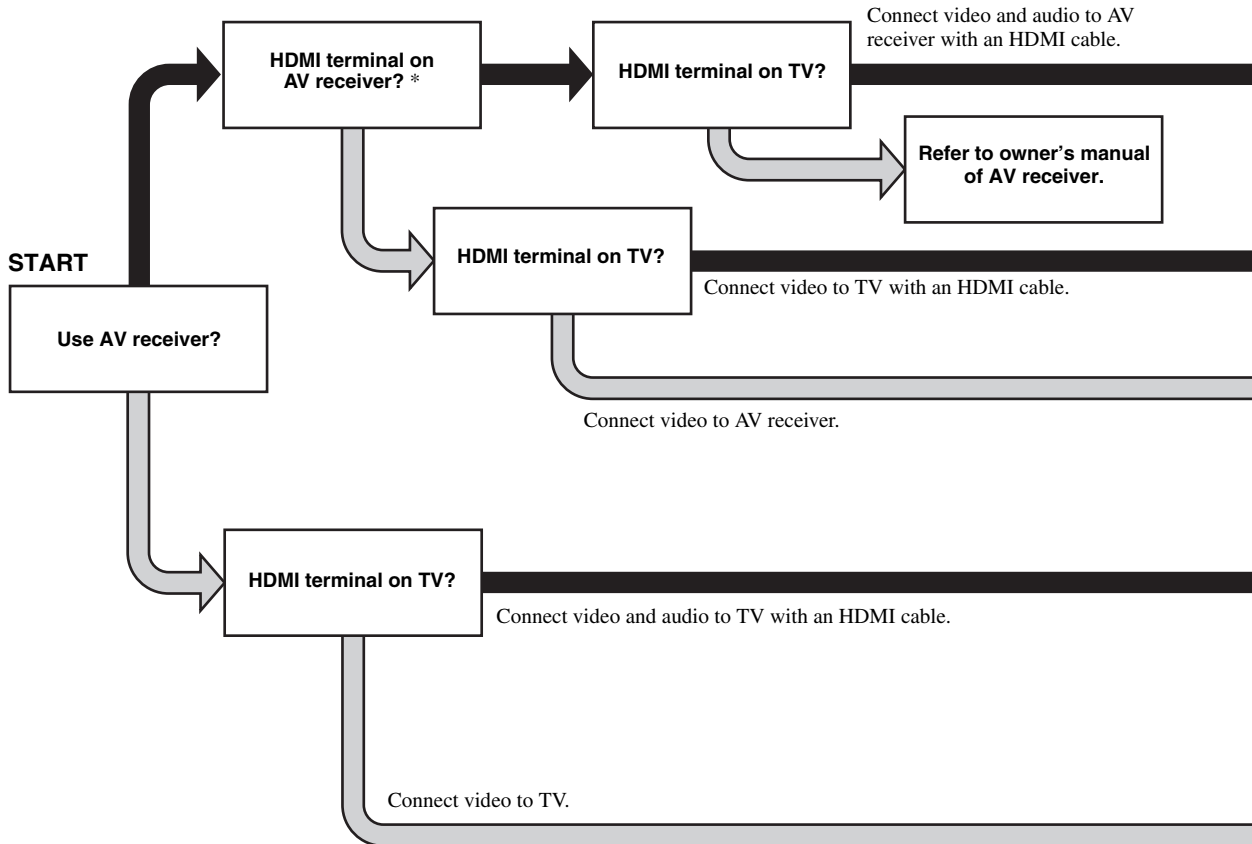 Connect video and audio to AV
receiver with an HDMI cable.
HDMI terminal on
AV receiver? *
HDMI terminal on TV?
Refer to owner's manual
of AV receiver.
HDMI terminal on TV?
START
Connect video to TV with an HDMI cable.
Use AV receiver?
Connect video to AV receiver.
HDMI terminal on TV?
Connect video and audio to TV with an HDMI cable.
Connect video to TV.